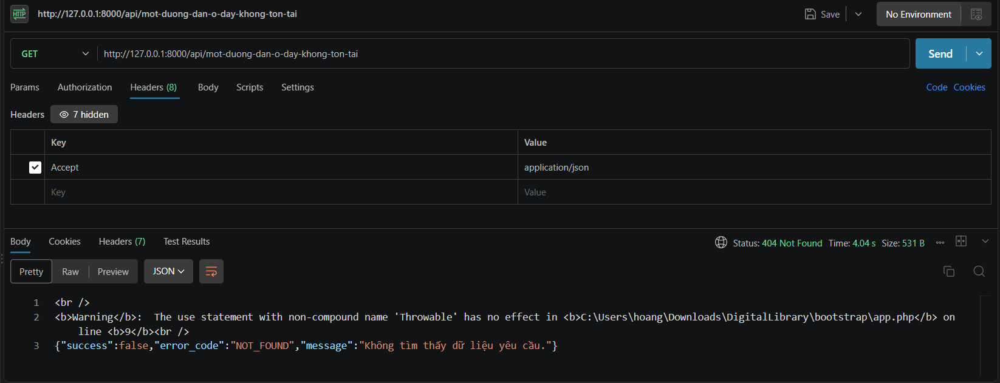 HTTP http://127.0.0.1:8000/api/mot-duong-dan-o-day-khong-ton-tai Save No Environment
GET http://127.0.0.1:8000/api/mot-duong-dan-o-day-khong-ton-tai Send
Params Authorization Headers (8) Body Scripts Settings Code Cookies
Headers 7 hidden
Key Value
Accept application/json
Key Value
Body Cookies Headers (7) Test Results Status: 404 Not Found Time: 4.04 s Size: 531 B
Pretty Raw Preview JSON
1 <br />
2 <b>Warning</b>:  The use statement with non-compound name 'Throwable' has no effect in <b>C:\Users\hoang\Downloads\DigitalLibrary\bootstrap\app.php</b> on
line <b>9</b><br />
3 {"success":false,"error_code":"NOT_FOUND","message":"Không tìm thấy dữ liệu yêu cầu."}